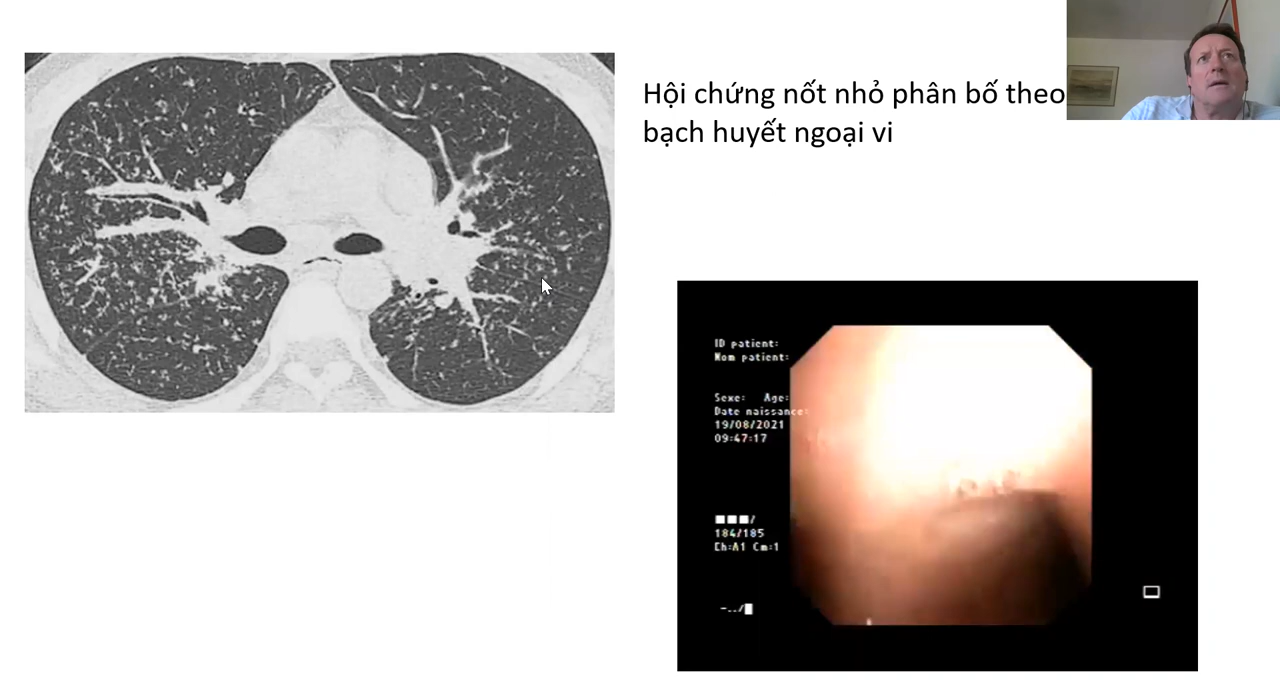 Hội chứng nốt nhỏ phân bố theo
bạch huyết ngoại vi
ID patient:
Nom patient:
Sexe: Age:
Date naissance:
19/08/2021
09:47:17
184/185
Ch:A1 Cm:1